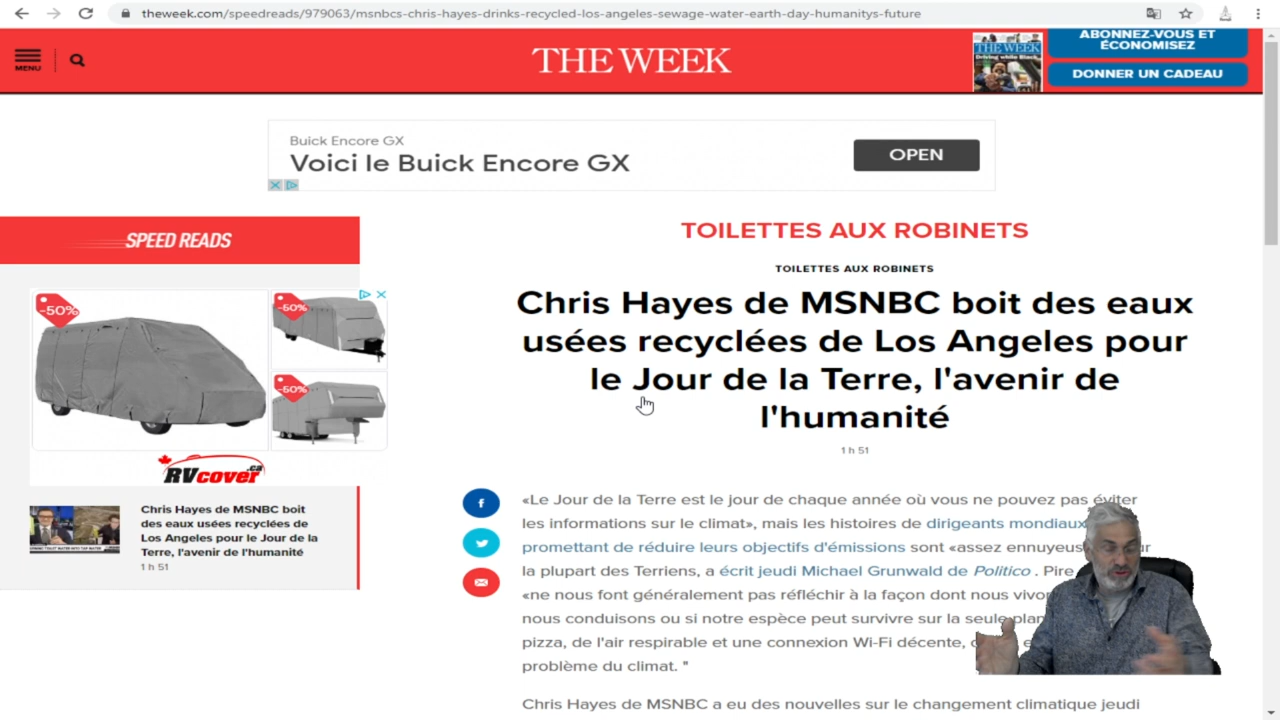 theweek.com/speedreads/979063/msnbcs-chris-hayes-drinks-recycled-los-angeles-sewage-water-earth-day-humanitys-future
MENU
THE WEEK
THE WEEK
Driving while Black
ABONNEZ-VOUS ET
ÉCONOMISEZ
DONNER UN CADEAU
Buick Encore GX
Voici le Buick Encore GX
OPEN
SPEED READS
-50%
-50%
-50%
RVcover.ca
Chris Hayes de MSNBC boit
des eaux usées recyclées de
Los Angeles pour le Jour de la
Terre, l'avenir de l'humanité
1 h 51
TOILETTES AUX ROBINETS
TOILETTES AUX ROBINETS
Chris Hayes de MSNBC boit des eaux
usées recyclées de Los Angeles pour
le Jour de la Terre, l'avenir de
l'humanité
1 h 51
«Le Jour de la Terre est le jour de chaque année où vous ne pouvez pas éviter
les informations sur le climat», mais les histoires de dirigeants mondiaux
promettant de réduire leurs objectifs d'émissions sont «assez ennuyeus
la plupart des Terriens, a écrit jeudi Michael Grunwald de Politico . Pire
«ne nous font généralement pas réfléchir à la façon dont nous vivo
nous conduisons ou si notre espèce peut survivre sur la seule plan
pizza, de l'air respirable et une connexion Wi-Fi décente,
problème du climat. "
Chris Hayes de MSNBC a eu des nouvelles sur le changement climatique jeudi